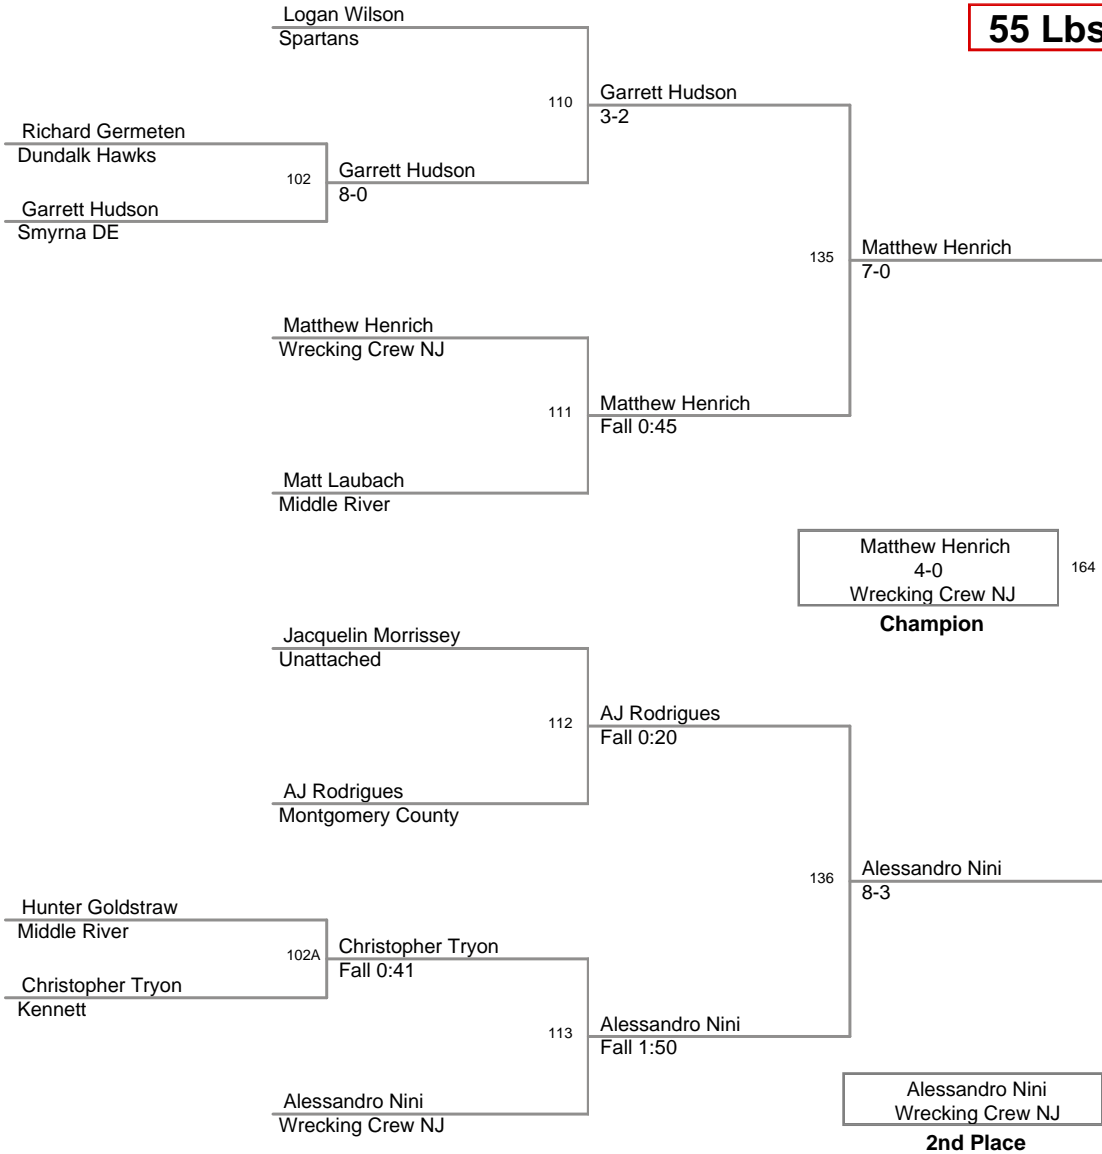 Logan Wilson
Spartans
55 Lbs
110
Garrett Hudson
3-2
Richard Germeten
Dundalk Hawks
102
Garrett Hudson
8-0
Garrett Hudson
Smyrna DE
135
Matthew Henrich
7-0
Matthew Henrich
Wrecking Crew NJ
111
Matthew Henrich
Fall 0:45
Matt Laubach
Middle River
Matthew Henrich
4-0
Wrecking Crew NJ
164
Champion
Jacquelin Morrissey
Unattached
112
AJ Rodrigues
Fall 0:20
AJ Rodrigues
Montgomery County
136
Alessandro Nini
8-3
Hunter Goldstraw
Middle River
102A
Christopher Tryon
Fall 0:41
Christopher Tryon
Kennett
113
Alessandro Nini
Fall 1:50
Alessandro Nini
Wrecking Crew NJ
Alessandro Nini
Wrecking Crew NJ
2nd Place